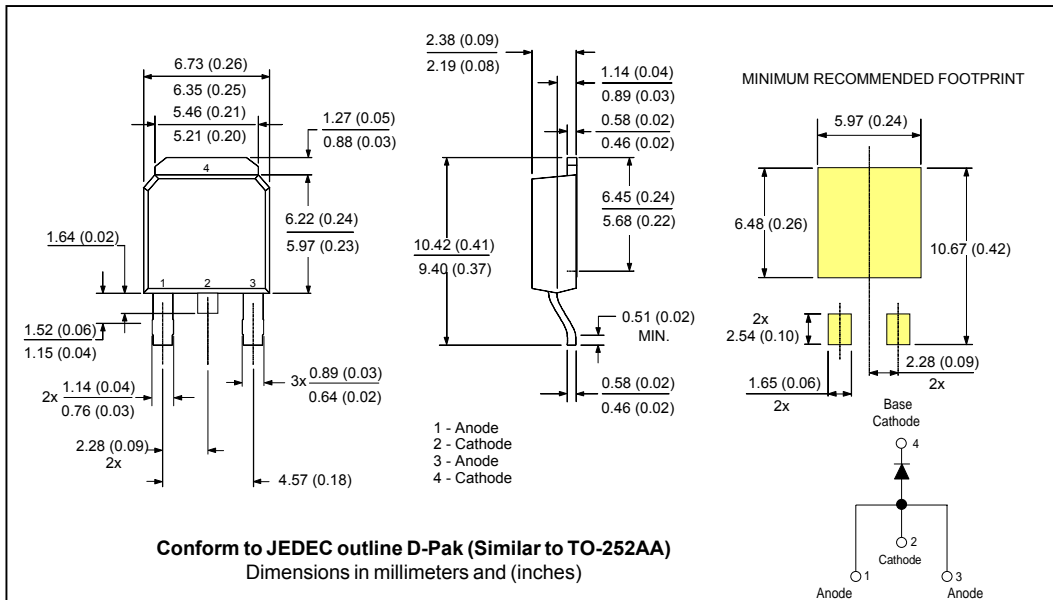 6.73 (0.26)
6.35 (0.25)
5.46 (0.21)
5.21 (0.20)
1.27 (0.05)
0.88 (0.03)
4
6.22 (0.24)
5.97 (0.23)
1.64 (0.02)
1
2
3
1.52 (0.06)
1.15 (0.04)
2x 1.14 (0.04)
0.76 (0.03)
3x 0.89 (0.03)
0.64 (0.02)
2.28 (0.09)
2x
4.57 (0.18)
2.38 (0.09)
2.19 (0.08)
1.14 (0.04)
0.89 (0.03)
0.58 (0.02)
0.46 (0.02)
6.45 (0.24)
5.68 (0.22)
10.42 (0.41)
9.40 (0.37)
0.51 (0.02)
MIN.
0.58 (0.02)
0.46 (0.02)
1 - Anode
2 - Cathode
3 - Anode
4 - Cathode
MINIMUM RECOMMENDED FOOTPRINT
5.97 (0.24)
6.48 (0.26)
10.67 (0.42)
2x
2.54 (0.10)
2.28 (0.09)
2x
1.65 (0.06)
2x
Base
Cathode
4
2
Cathode
1
3
Anode
Anode
Conform to JEDEC outline D-Pak (Similar to TO-252AA)
Dimensions in millimeters and (inches)